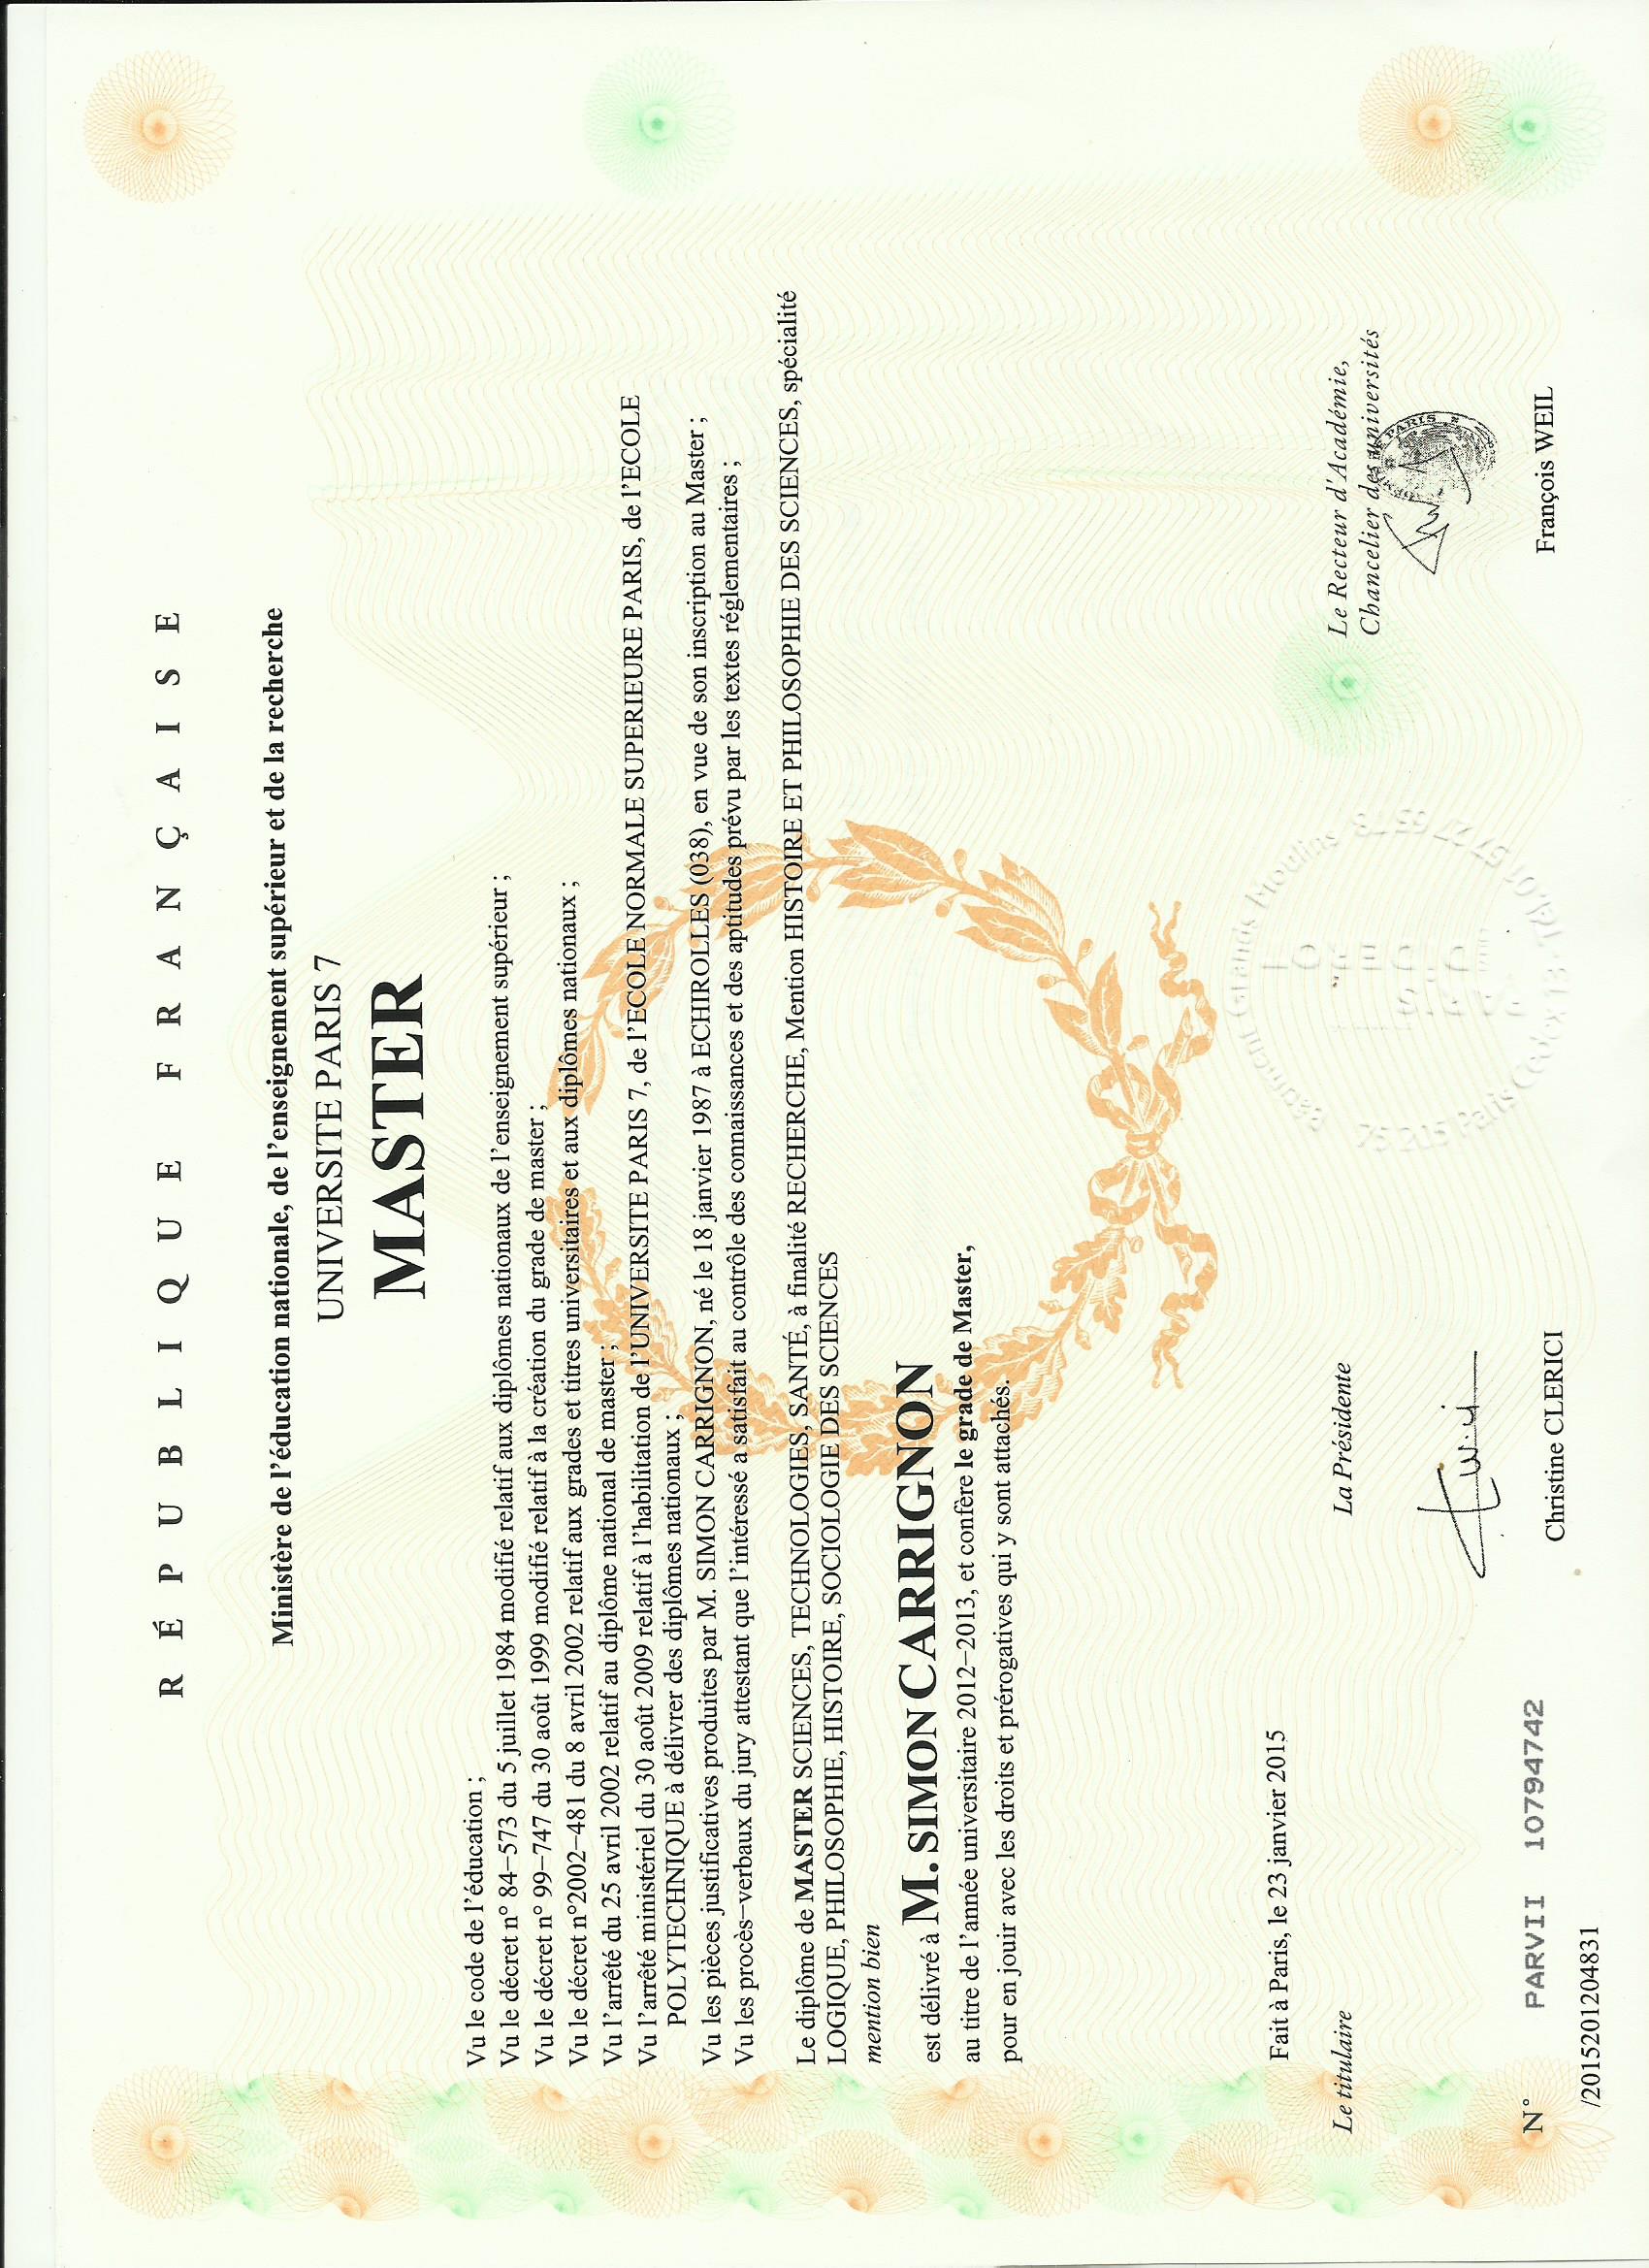 RÉPUBLIQUE FRANÇAISE
Ministère de l'éducation nationale, de l'enseignement supérieur et de la recherche
UNIVERSITE PARIS 7
MASTER
Vu le code de l'éducation ;
Vu le décret n° 84–573 du 5 juillet 1984 modifié relatif aux diplômes nationaux de l'enseignement supérieur ;
Vu le décret n° 99–747 du 30 août 1999 modifié relatif à la création du grade de master ;
Vu le décret n°2002–481 du 8 avril 2002 relatif aux grades et titres universitaires et aux diplômes nationaux ;
Vu l'arrêté du 25 avril 2002 relatif au diplôme national de master ;
Vu l'arrêté ministériel du 30 août 2009 relatif à l'habilitation de l'UNIVERSITE PARIS 7, de l'ECOLE NORMALE SUPERIEURE PARIS, de l'ECOLE
POLYTECHNIQUE à délivrer des diplômes nationaux ;
Vu les pièces justificatives produites par M. SIMON CARRIGNON, né le 18 janvier 1987 à ECHIROLLES (038), en vue de son inscription au Master ;
Vu les procès–verbaux du jury attestant que l'intéressé a satisfait au contrôle des connaissances et des aptitudes prévu par les textes réglementaires ;
Le diplôme de MASTER SCIENCES, TECHNOLOGIES, SANTÉ, à finalité RECHERCHE, Mention HISTOIRE ET PHILOSOPHIE DES SCIENCES, spécialité
LOGIQUE, PHILOSOPHIE, HISTOIRE, SOCIOLOGIE DES SCIENCES
mention bien
est délivré à M. SIMON CARRIGNON
au titre de l'année universitaire 2012–2013, et confère le grade de Master,
pour en jouir avec les droits et prérogatives qui y sont attachés.
Fait à Paris, le 23 janvier 2015
Le titulaire
La Présidente
Le Recteur d'Académie,
Chancelier des universités
PARIS
Grands Moulins
PARIS
DIDEROT
75 205 Paris Cedex 13
Christine CLERICI
François WEIL
N° PARVII 10794742
/2015201204831